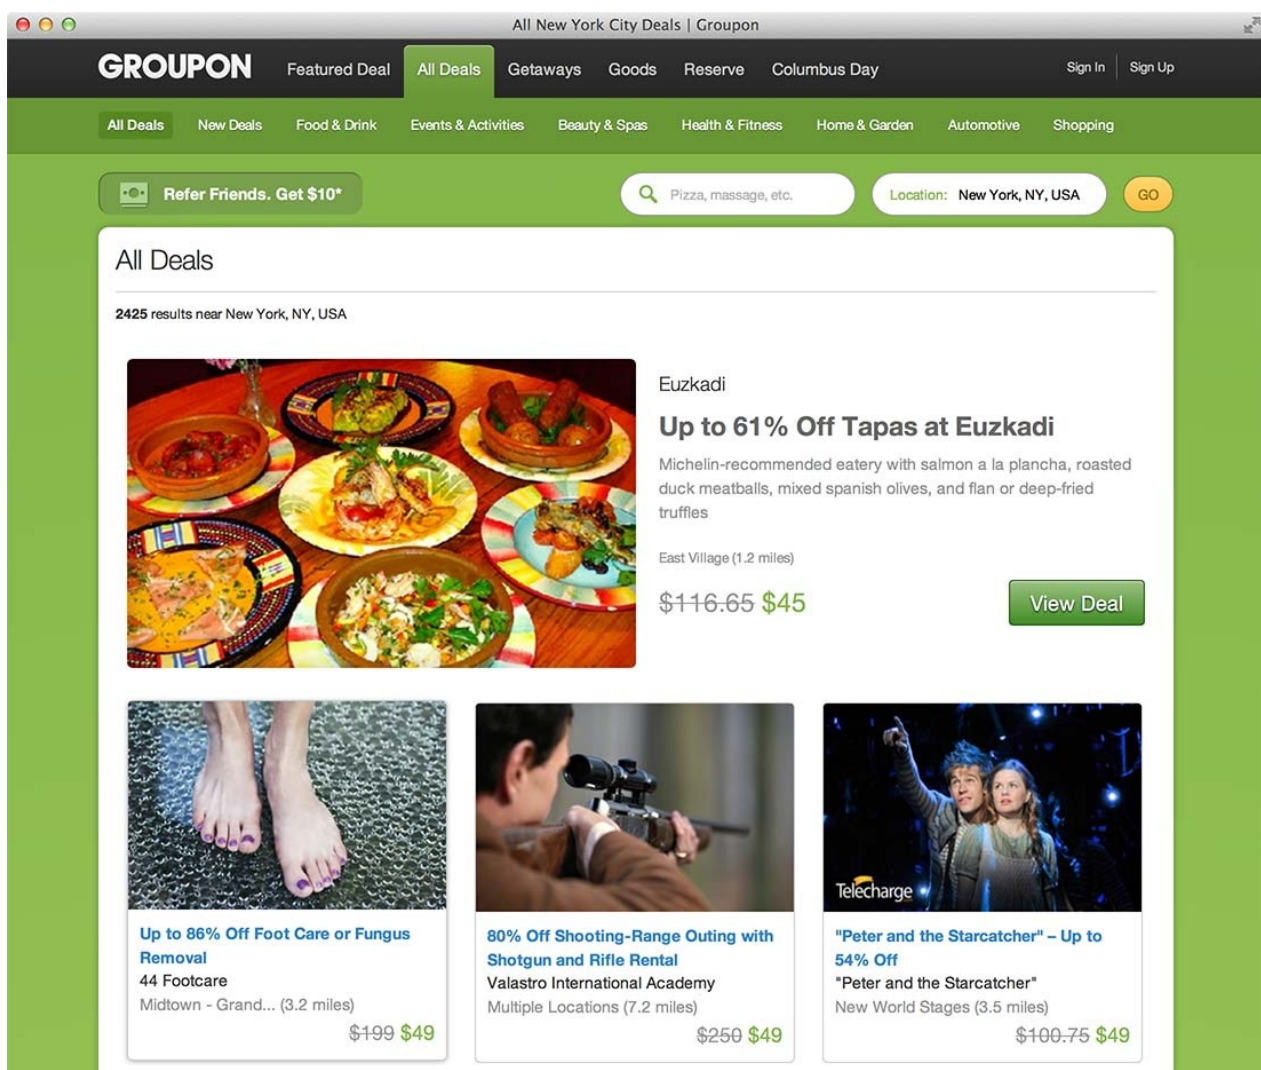 All New York City Deals | Groupon
GROUPON Featured Deal All Deals Getaways Goods Reserve Columbus Day Sign In Sign Up
All Deals New Deals Food & Drink Events & Activities Beauty & Spas Health & Fitness Home & Garden Automotive Shopping
Refer Friends. Get $10* Pizza, massage, etc. Location: New York, NY, USA GO
All Deals
2425 results near New York, NY, USA
Euzkadi
Up to 61% Off Tapas at Euzkadi
Michelin-recommended eatery with salmon a la plancha, roasted
duck meatballs, mixed spanish olives, and flan or deep-fried
truffles
East Village (1.2 miles)
$116.65 $45
View Deal
Up to 86% Off Foot Care or Fungus
Removal
44 Footcare
Midtown - Grand... (3.2 miles)
$199 $49
80% Off Shooting-Range Outing with
Shotgun and Rifle Rental
Valastro International Academy
Multiple Locations (7.2 miles)
$250 $49
Telecharge
"Peter and the Starcatcher" – Up to
54% Off
"Peter and the Starcatcher"
New World Stages (3.5 miles)
$100.75 $49